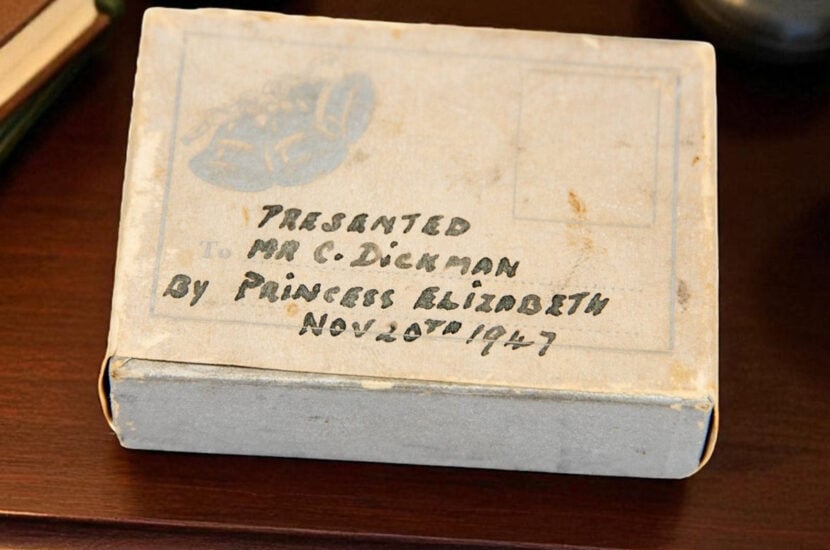 PRESENTED
To MR C. DicKMAN
By PRiNCESS ELiZABETH
NOV 20TH 1947